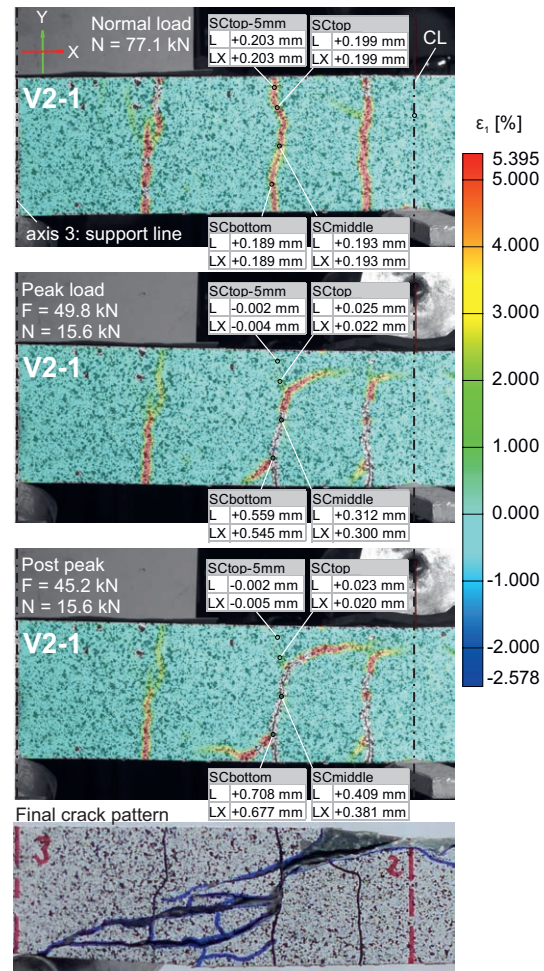 Y
X
Normal load
N = 77.1 kN
V2-1
SCtop-5mm
L +0.203 mm
LX +0.203 mm
SCtop
L +0.199 mm
LX +0.199 mm
CL
axis 3: support line
SCbottom
L +0.189 mm
LX +0.189 mm
SCmiddle
L +0.193 mm
LX +0.193 mm
Peak load
F = 49.8 kN
N = 15.6 kN
V2-1
SCtop-5mm
L -0.002 mm
LX -0.004 mm
SCtop
L +0.025 mm
LX +0.022 mm
SCbottom
L +0.559 mm
LX +0.545 mm
SCmiddle
L +0.312 mm
LX +0.300 mm
Post peak
F = 45.2 kN
N = 15.6 kN
V2-1
SCtop-5mm
L -0.002 mm
LX -0.005 mm
SCtop
L +0.023 mm
LX +0.020 mm
SCbottom
L +0.708 mm
LX +0.677 mm
SCmiddle
L +0.409 mm
LX +0.381 mm
Final crack pattern
3
2
ε₁ [%]
5.395
5.000
4.000
3.000
2.000
1.000
0.000
-1.000
-2.000
-2.578